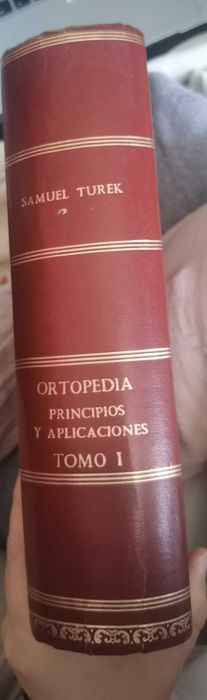 SAMUEL TUREK
ORTOPEDIA
PRINCIPIOS
Y APLICACIONES
TOMO I